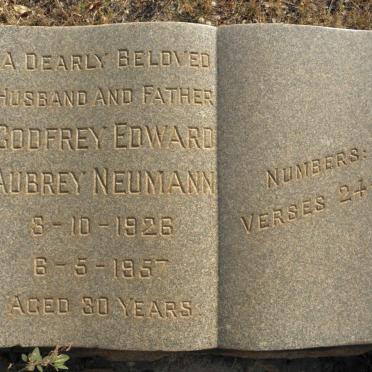 A DEARLY BELOVED
HUSBAND AND FATHER
GODFREY EDWARD
AUBREY NEUMANN
3-10-1926
6-5-1957
AGED 30 YEARS
NUMBERS:
VERSES 24